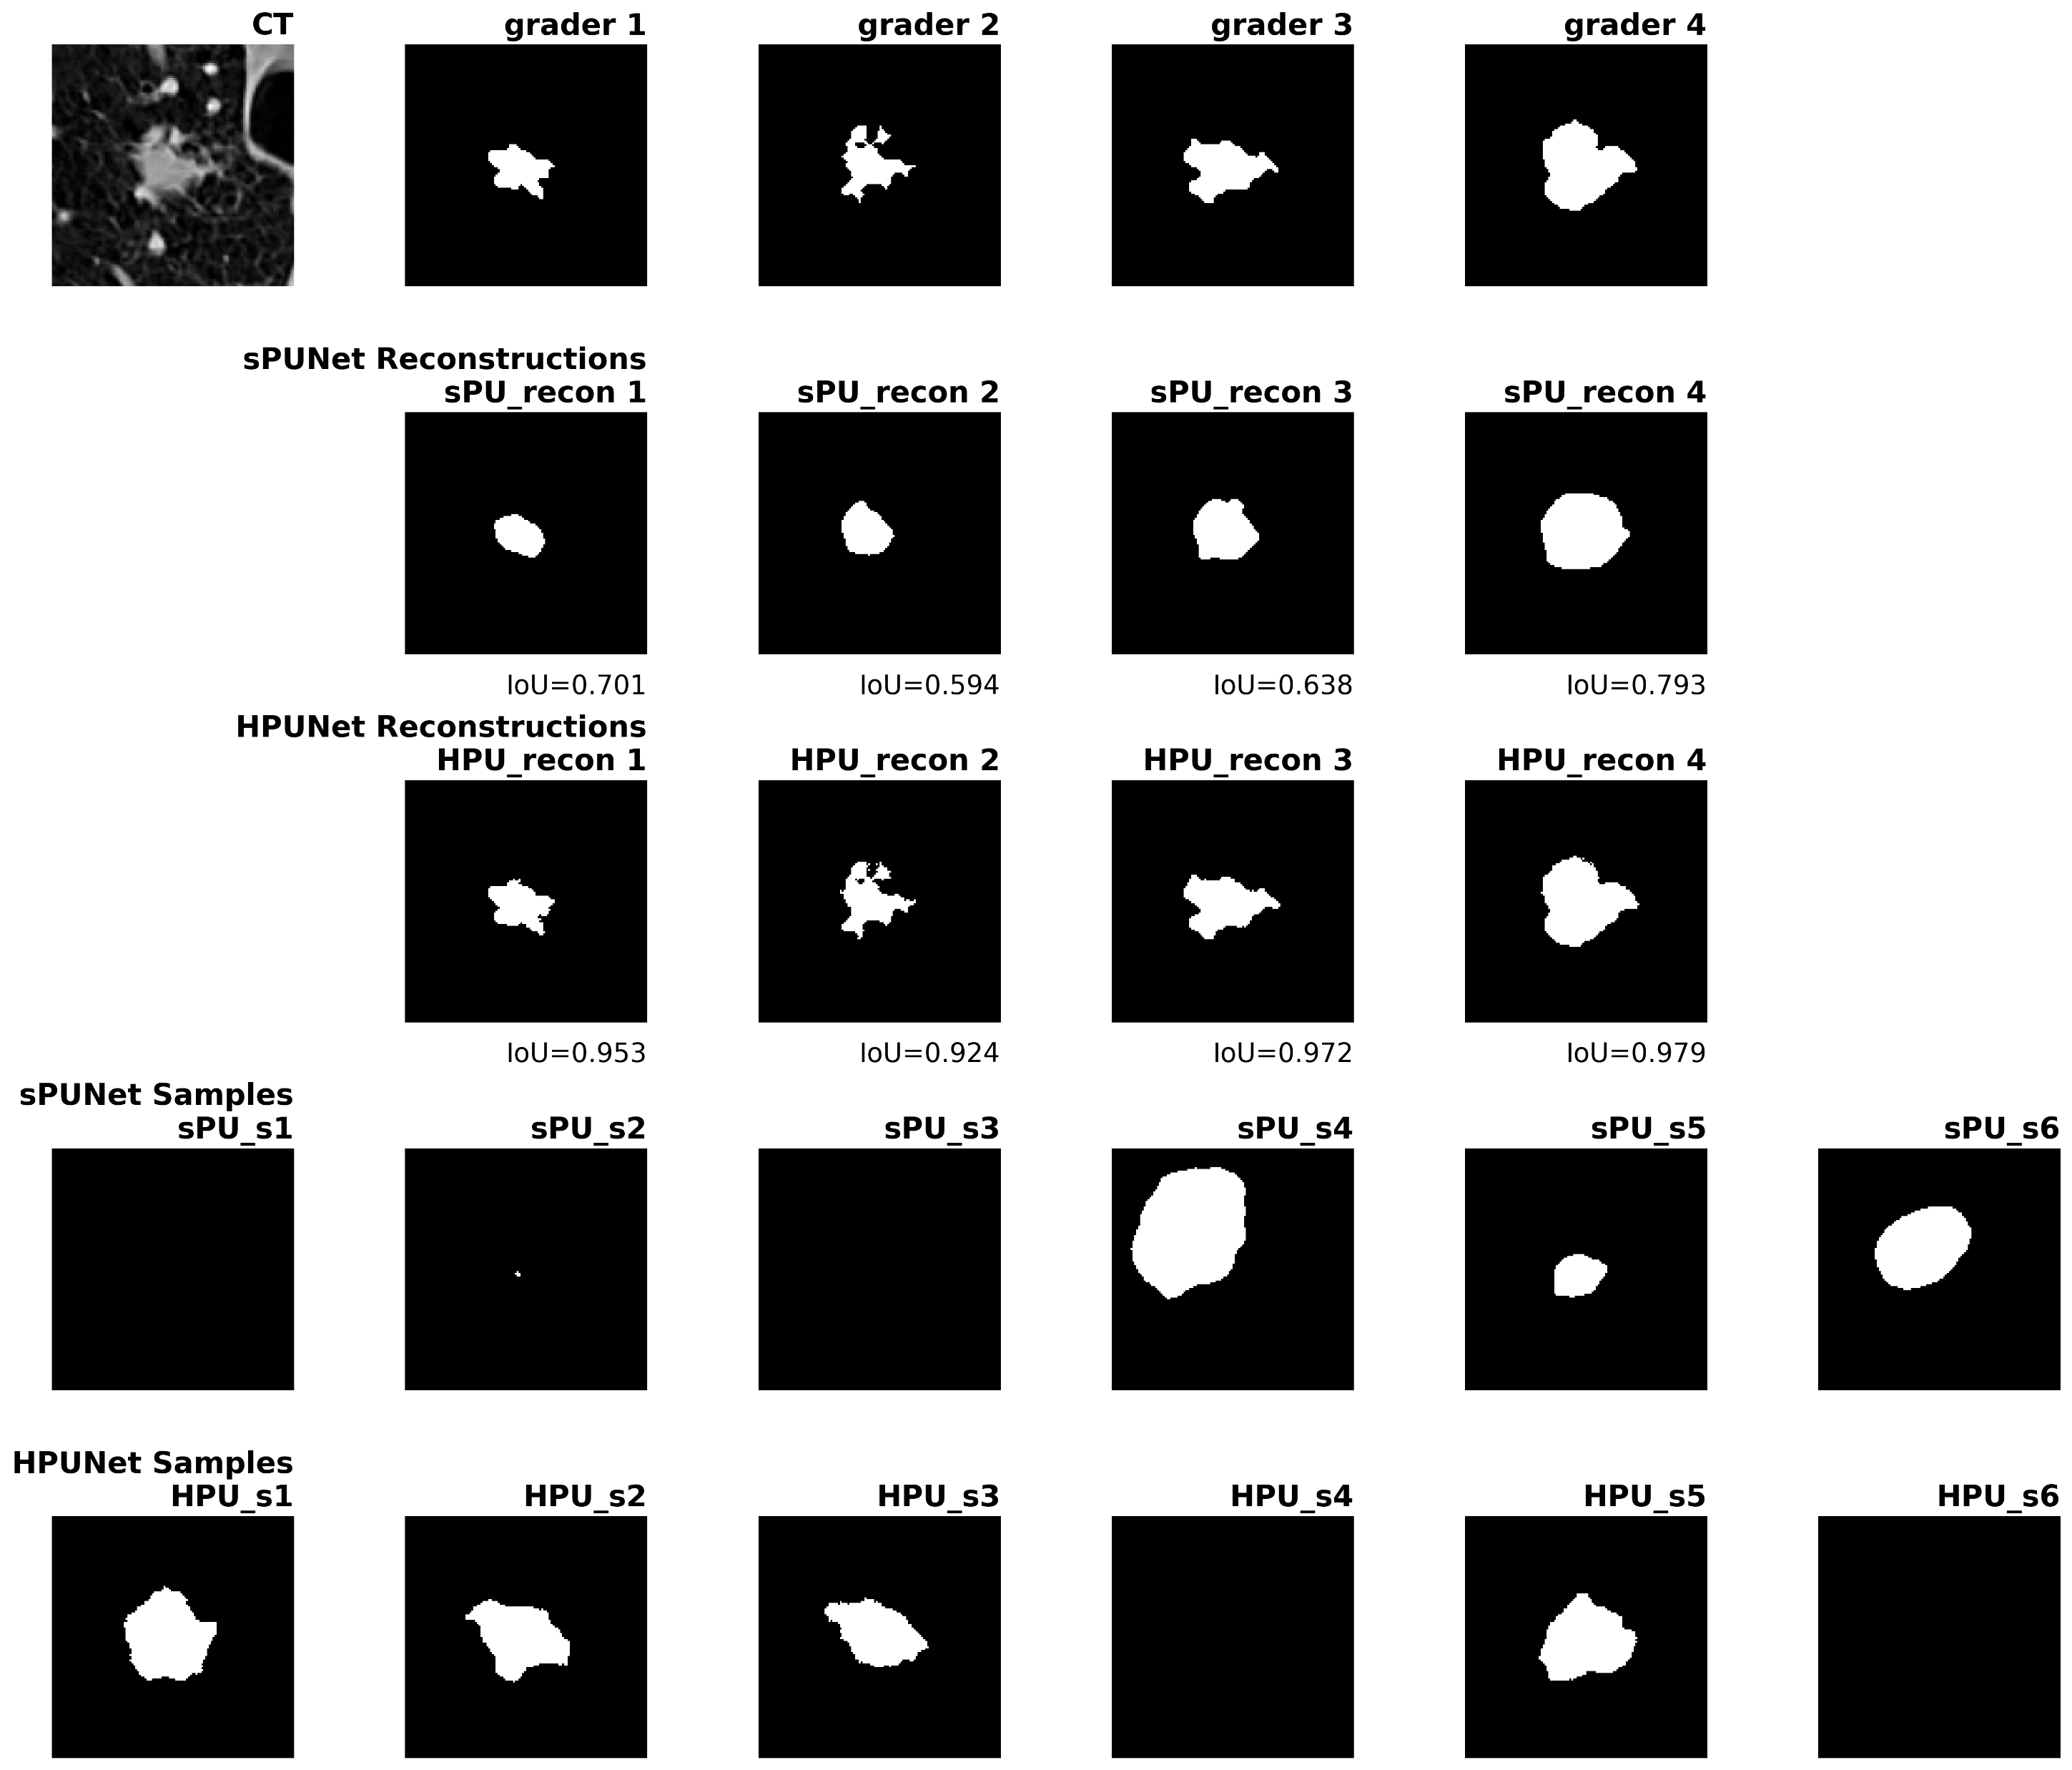 CT
grader 1
grader 2
grader 3
grader 4
sPUNet Reconstructions
sPU_recon 1
sPU_recon 2
sPU_recon 3
sPU_recon 4
IoU=0.701
IoU=0.594
IoU=0.638
IoU=0.793
HPUNet Reconstructions
HPU_recon 1
HPU_recon 2
HPU_recon 3
HPU_recon 4
IoU=0.953
IoU=0.924
IoU=0.972
IoU=0.979
sPUNet Samples
sPU_s1
sPU_s2
sPU_s3
sPU_s4
sPU_s5
sPU_s6
HPUNet Samples
HPU_s1
HPU_s2
HPU_s3
HPU_s4
HPU_s5
HPU_s6